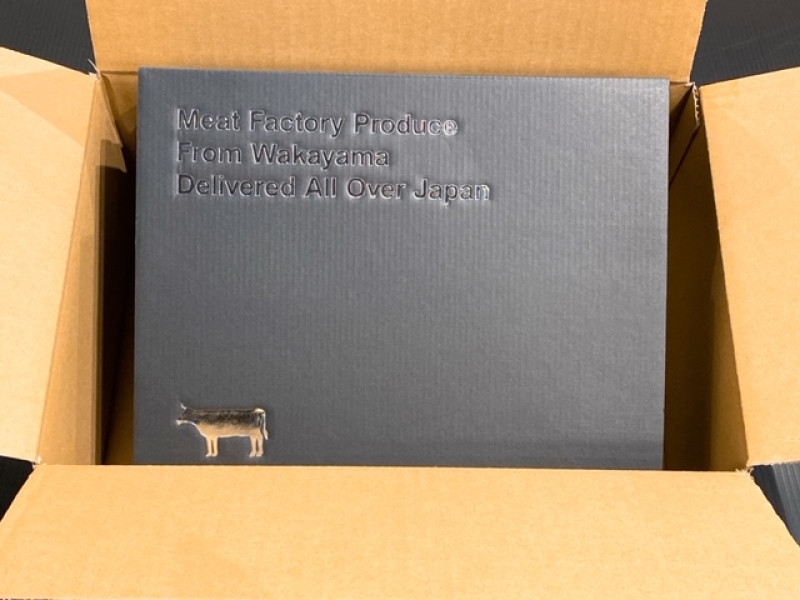 Meat Factory Produce
From Wakayama
Delivered All Over Japan